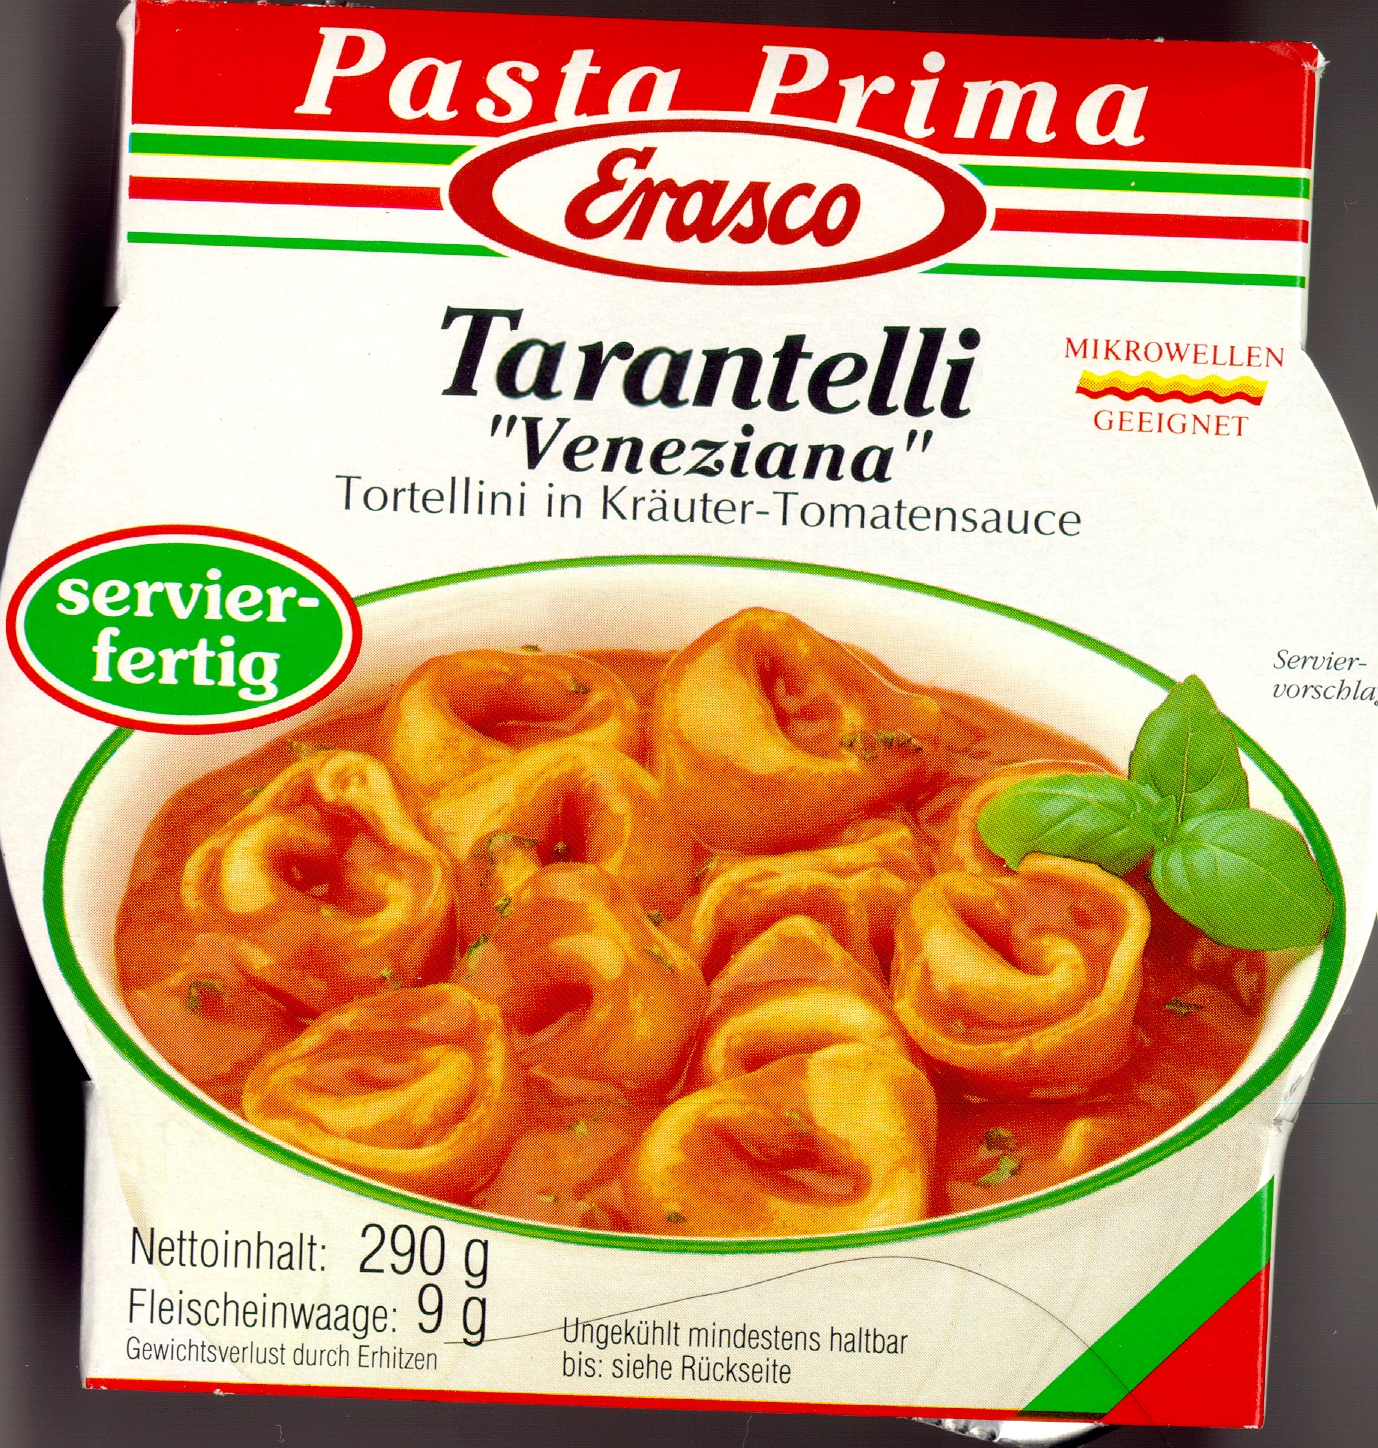 Pasta Prima
Erasco
Tarantelli
"Veneziana"
Tortellini in Kräuter-Tomatensauce
MIKROWELLEN
GEEIGNET
servier-
fertig
Servier-
Nettoinhalt: 290 g
Fleischeinwaage: 9 g
Gewichtsverlust durch Erhitzen
Ungekühlt mindestens haltbar
bis: siehe Rückseite